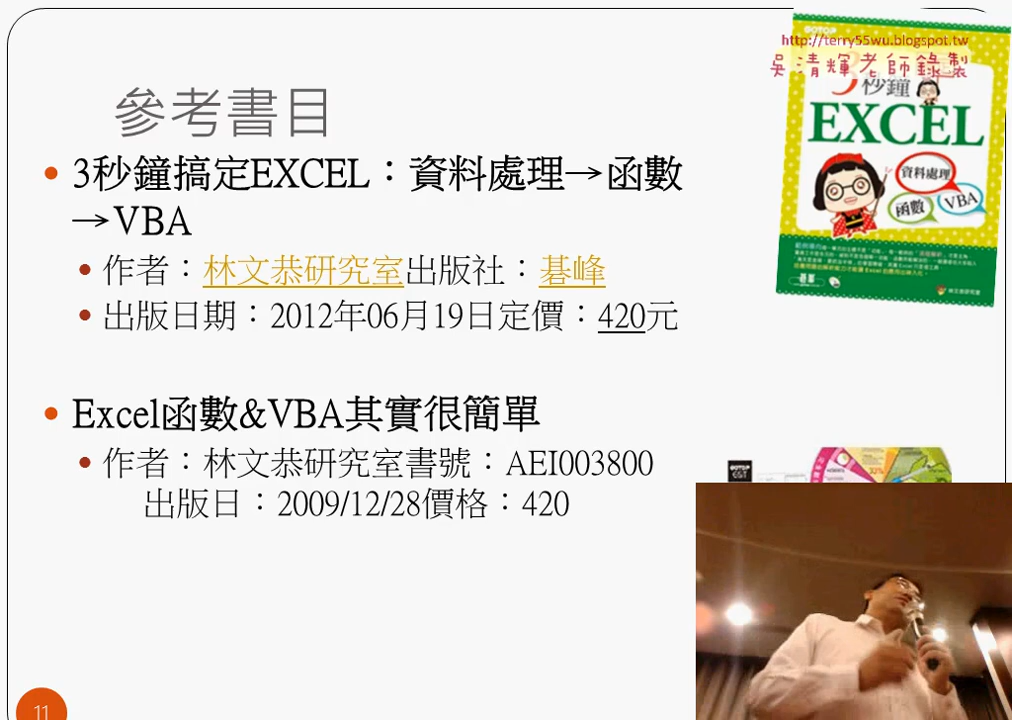 http://terry55wu.blogspot.tw
吳清輝老師錄製
參考書目
3秒鐘搞定EXCEL：資料處理→函數
→VBA
作者：林文恭研究室出版社：碁峰
出版日期：2012年06月19日定價：420元
Excel函數&VBA其實很簡單
作者：林文恭研究室書號：AEI003800
出版日：2009/12/28價格：420
11
3秒鐘
EXCEL
資料處理
函數
VBA